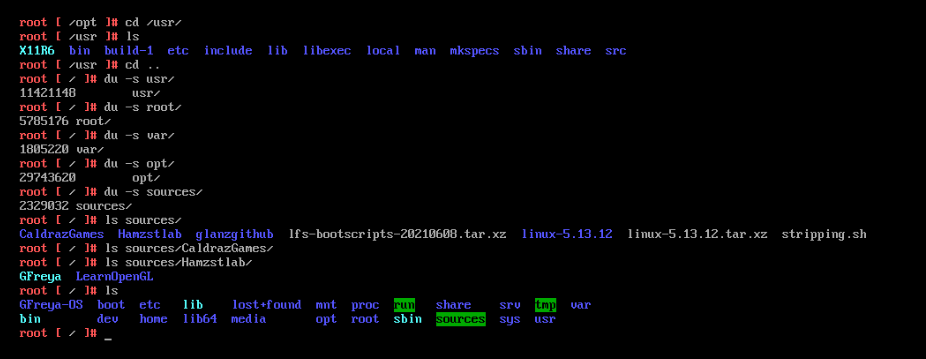 root [ /opt ]# cd /usr/
root [ /usr ]# ls
X11R6  bin  build-1  etc  include  lib  libexec  local  man  mkspecs  sbin  share  src
root [ /usr ]# cd ..
root [ / ]# du -s usr/
11421148        usr/
root [ / ]# du -s root/
5785176 root/
root [ / ]# du -s var/
1805220 var/
root [ / ]# du -s opt/
29743620        opt/
root [ / ]# du -s sources/
2329032 sources/
root [ / ]# ls sources/
CaldrazGames  Hamzstlab  glanzgithub  lfs-bootscripts-20210608.tar.xz  linux-5.13.12  linux-5.13.12.tar.xz  stripping.sh
root [ / ]# ls sources/CaldrazGames/
root [ / ]# ls sources/Hamzstlab/
GFreya  LearnOpenGL
root [ / ]# ls
GFreya-OS  boot  etc   lib    lost+found  mnt  proc  run   share    srv  tmp  var
bin        dev   home  lib64  media       opt  root  sbin  sources  sys  usr
root [ / ]# _